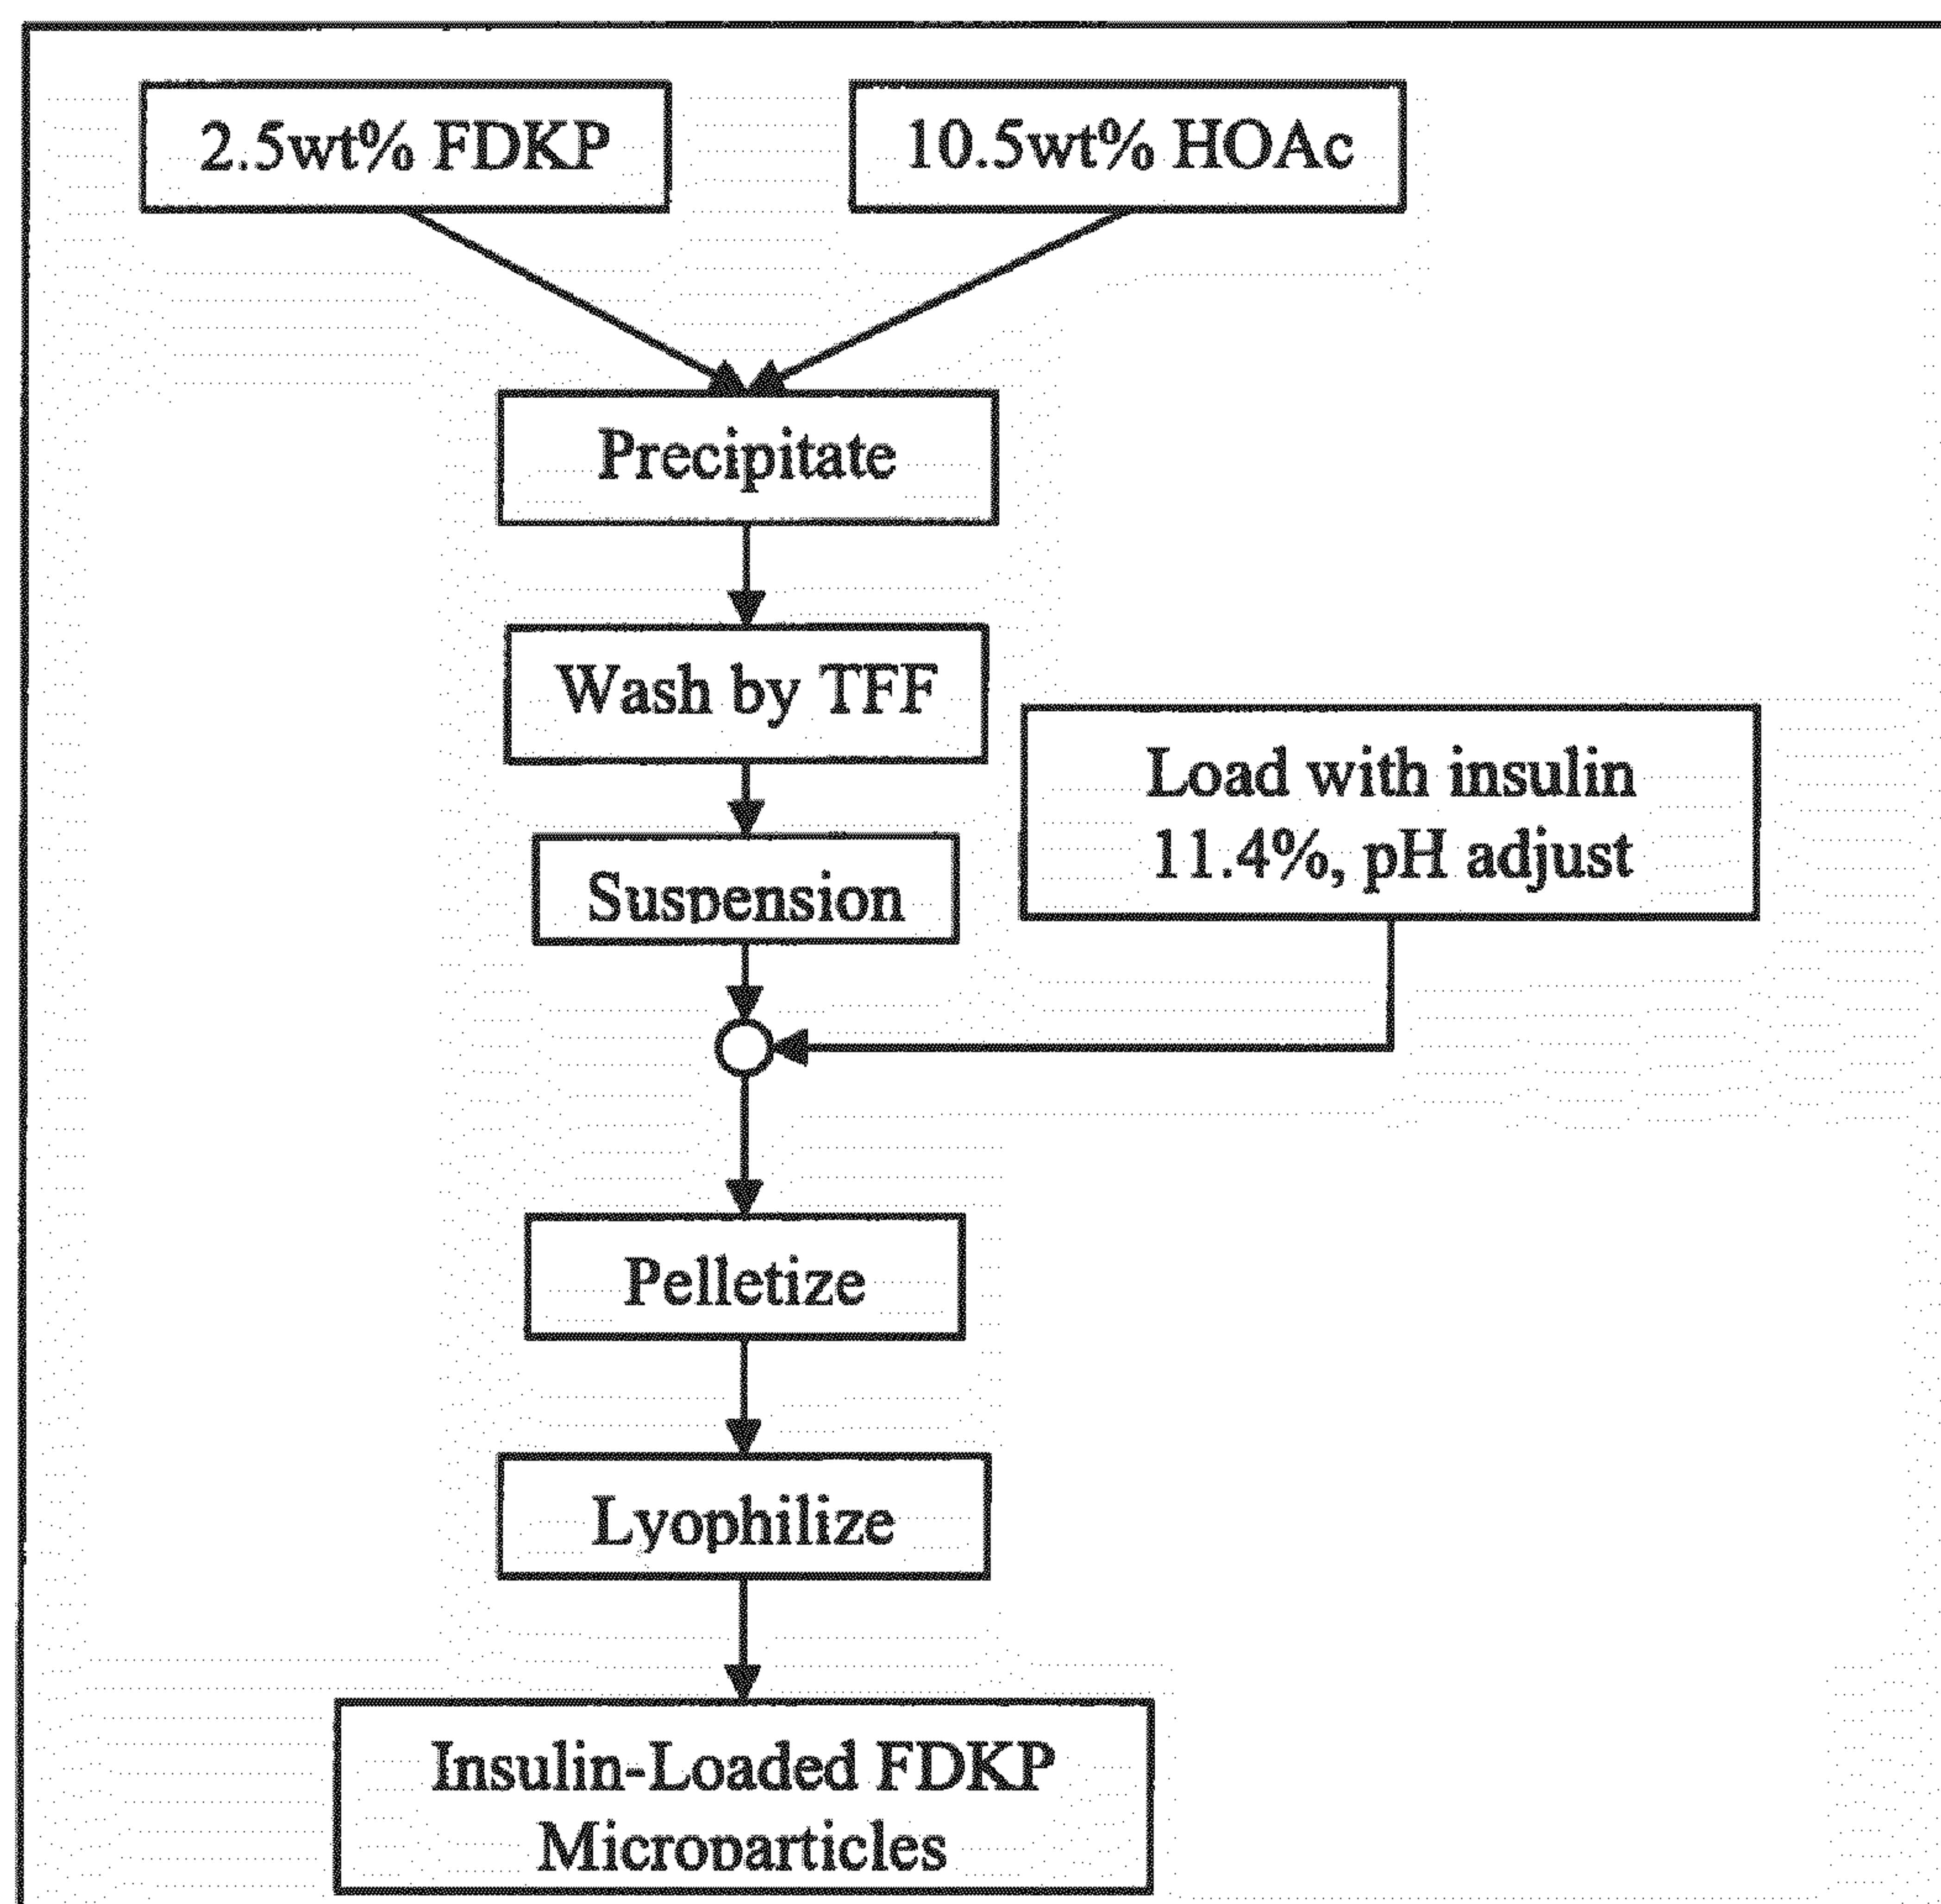 2.5wt% FDKP
10.5wt% HOAc
Precipitate
Wash by TFF
Suspension
Load with insulin
11.4%, pH adjust
Pelletize
Lyophilize
Insulin-Loaded FDKP
Microparticles